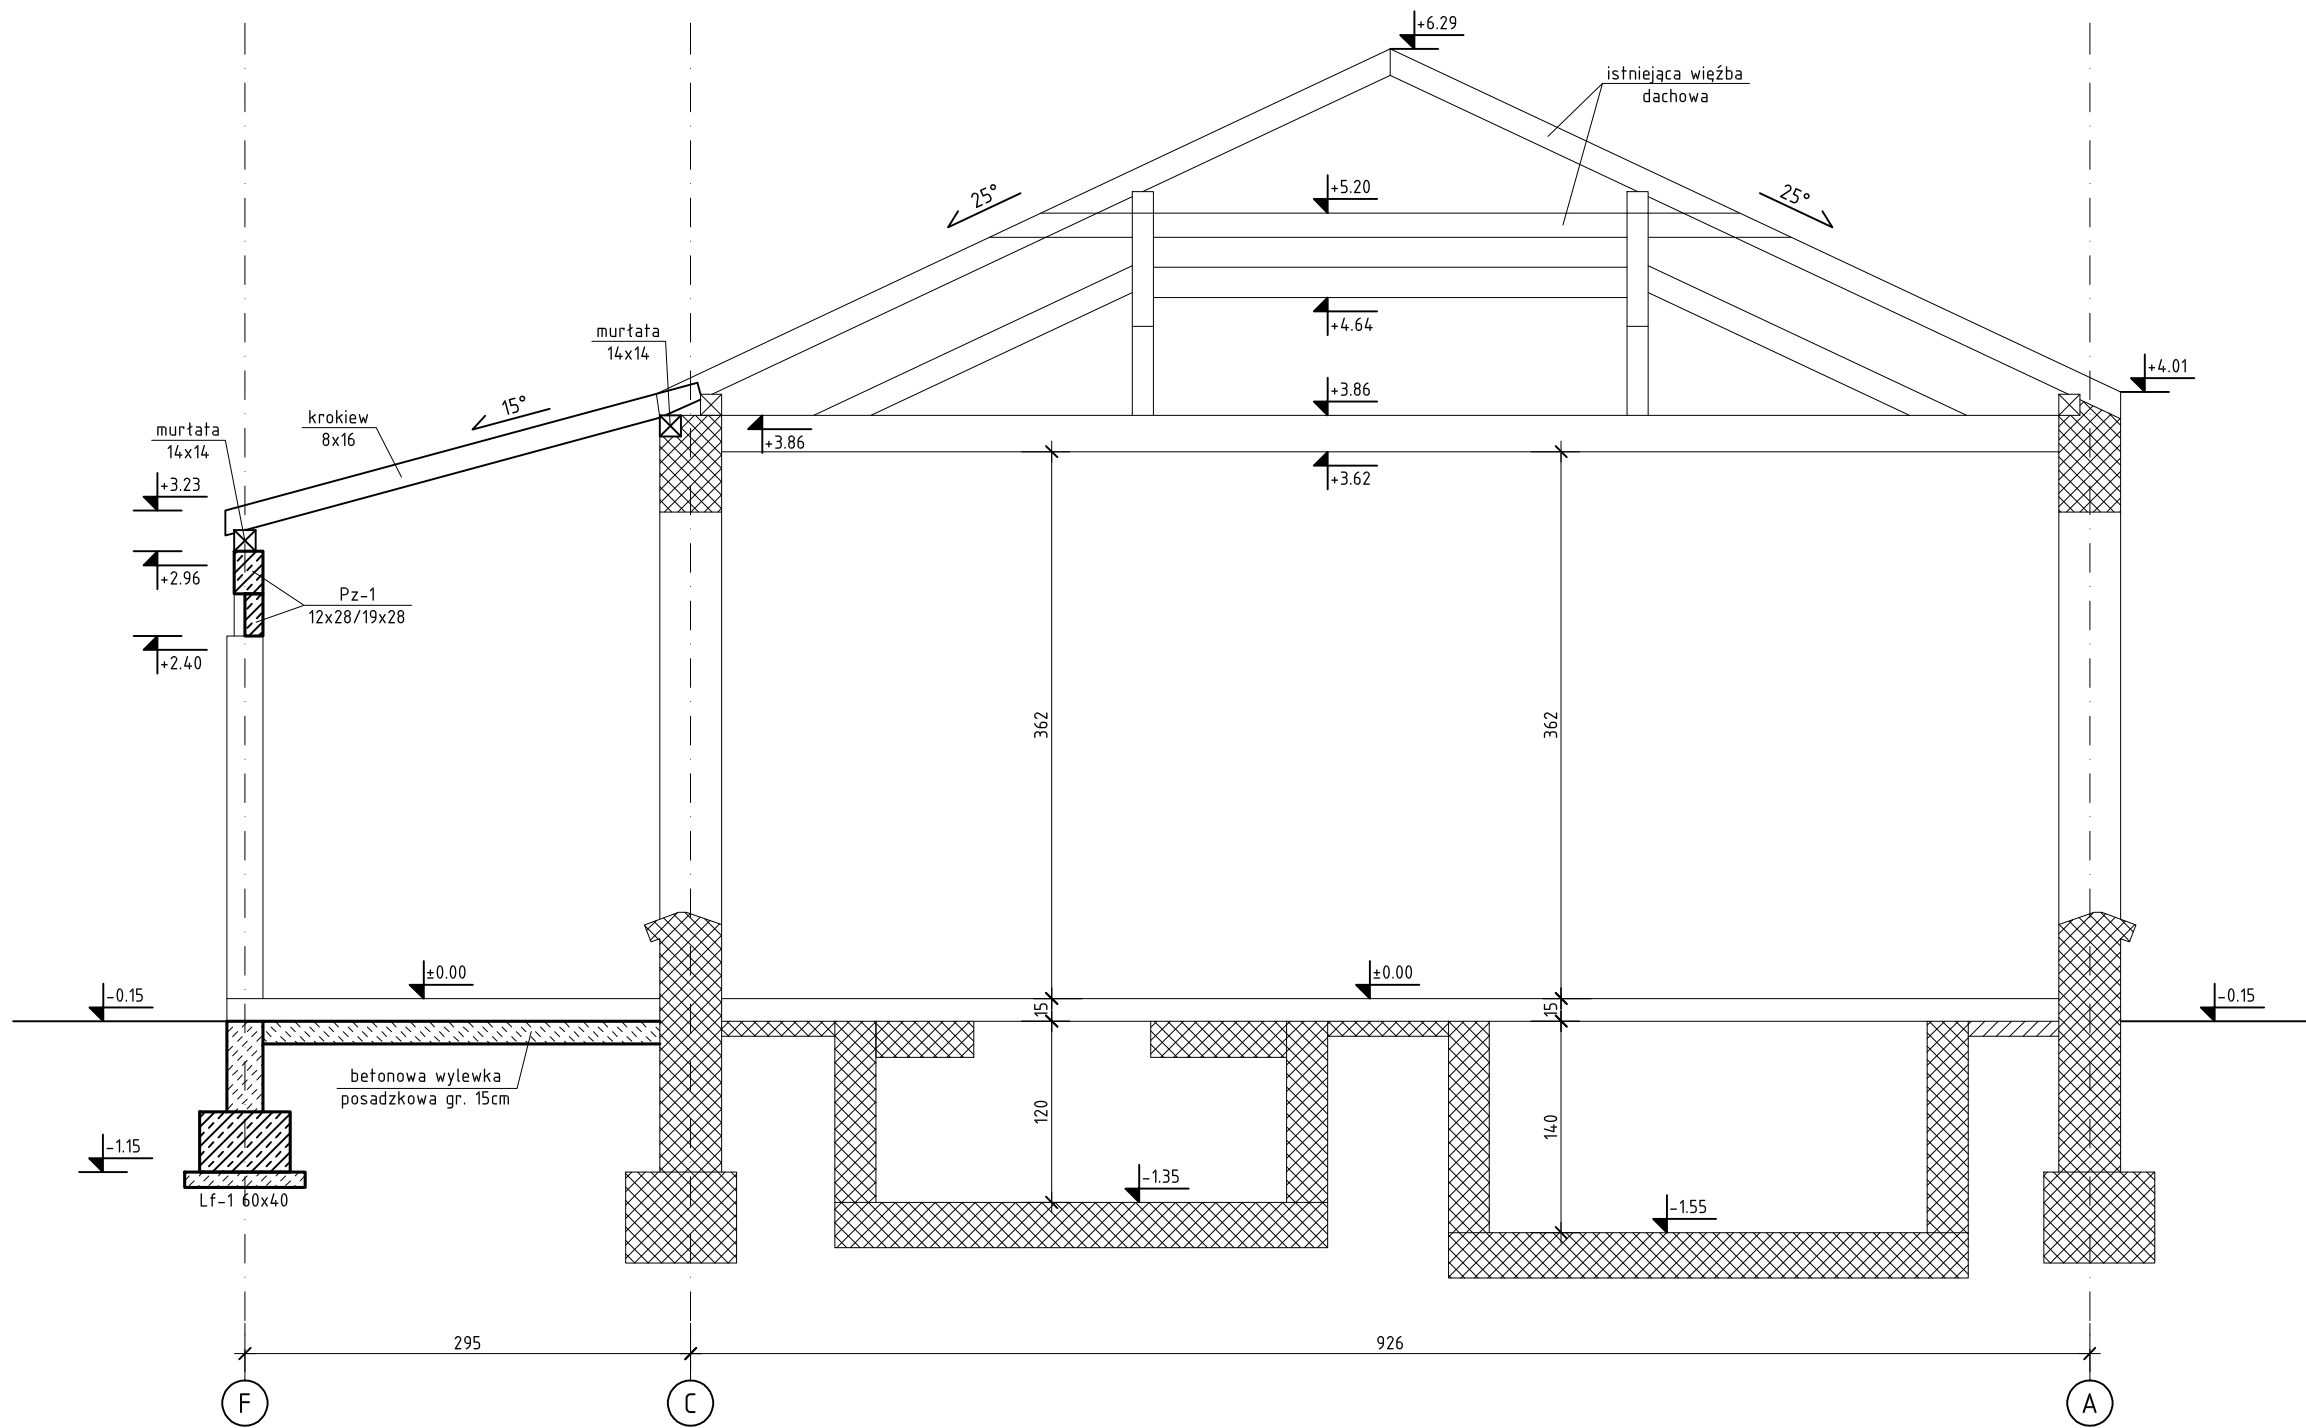 +6.29
istniejąca więźba
dachowa
25°
+5.20
25°
murłata
14x14
+4.64
+4.01
15°
krokiew
8x16
+3.86
murłata
14x14
+3.86
+3.62
+3.23
+2.96
Pz-1
12x28/19x28
+2.40
362
362
±0.00
±0.00
-0.15
15
15
-0.15
betonowa wylewka
posadzkowa gr. 15cm
120
140
-1.15
-1.35
Lf-1 60x40
-1.55
295
926
F
C
A